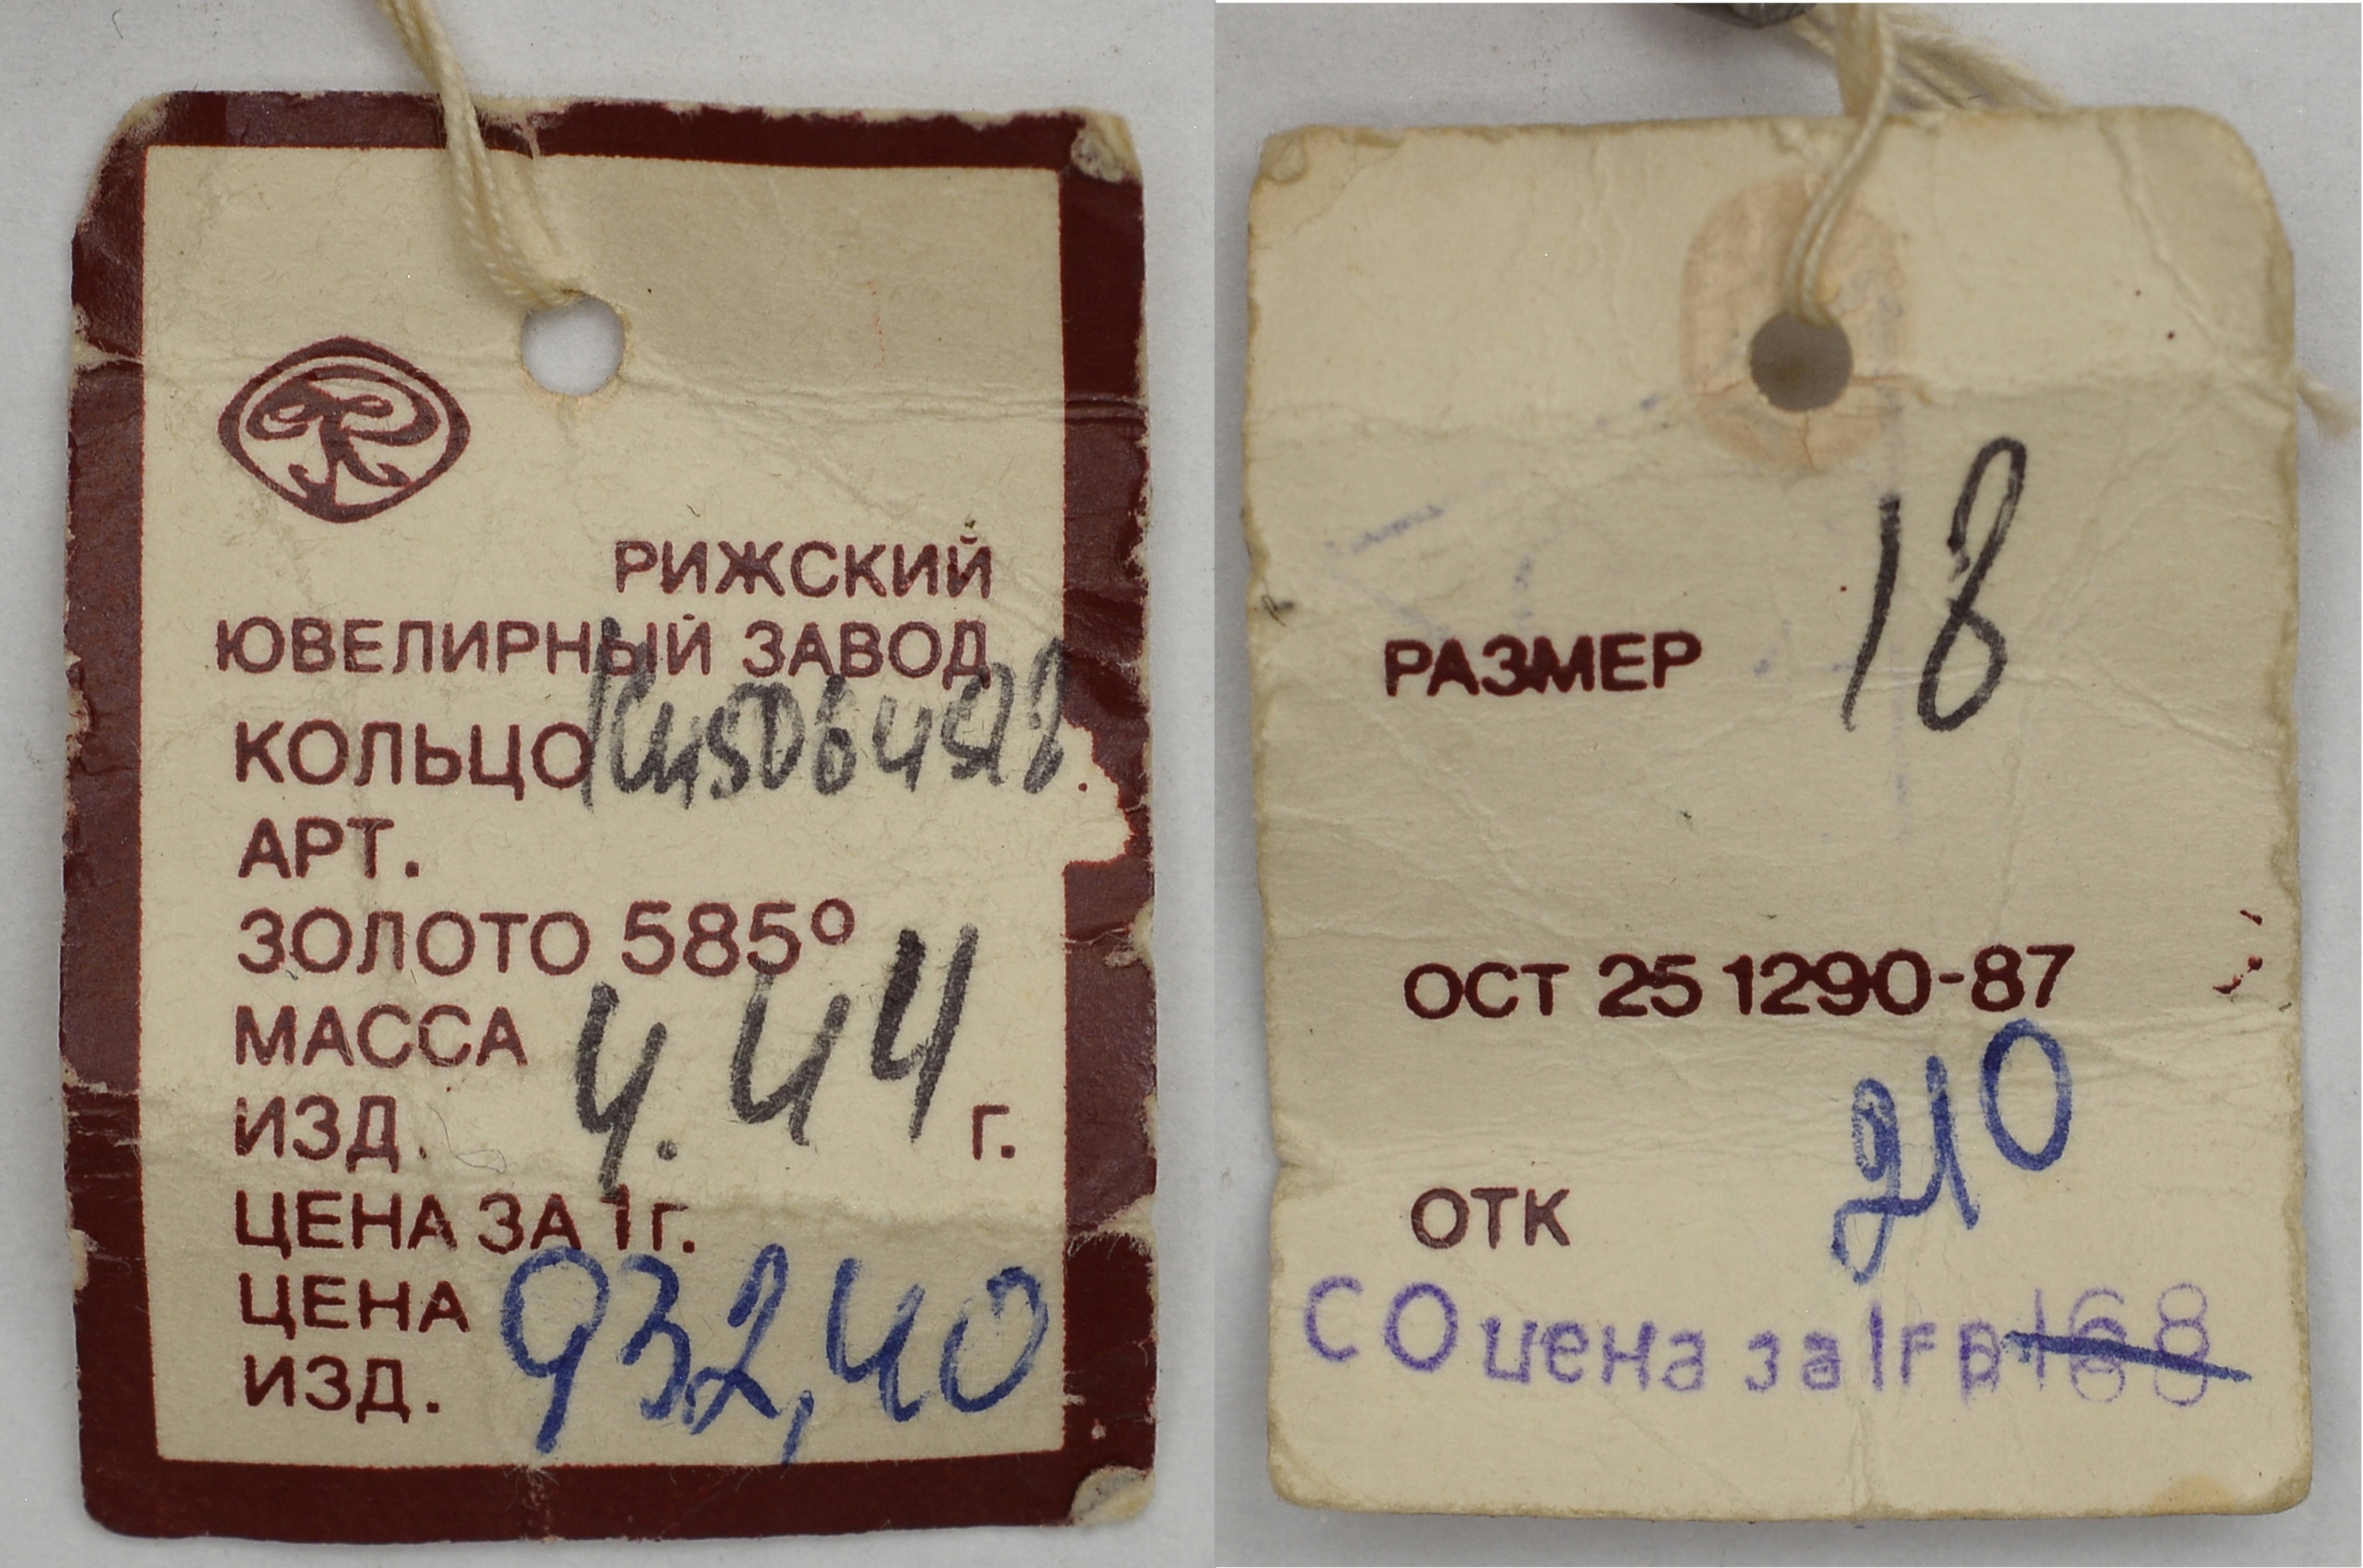 РИЖСКИЙ
ЮВЕЛИРНЫЙ ЗАВОД
КОЛЬЦО
АРТ.
ЗОЛОТО 585°
МАССА
ИЗД. 4.44 г.
ЦЕНА ЗА 1 г.
ЦЕНА 932,40
ИЗД.
18
РАЗМЕР
ОСТ 25 1290-87
210
ОТК
СО цена за 1г р 168